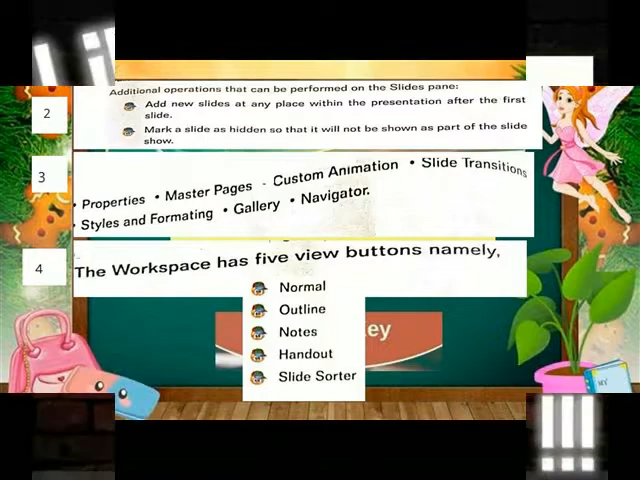 Additional operations that can be performed on the Slides pane:
2
Add new slides at any place within the presentation after the first
slide.
Mark a slide as hidden so that it will not be shown as part of the slide
show.
3
• Properties • Master Pages - Custom Animation • Slide Transitions
• Styles and Formating • Gallery • Navigator.
4
The Workspace has five view buttons namely,
Normal
Outline
Notes
Handout
Slide Sorter
MY